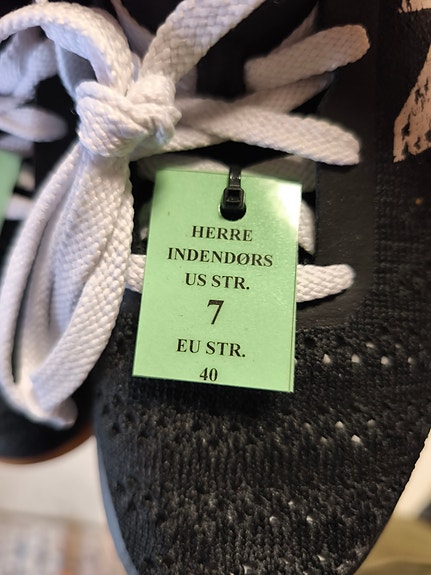 HERRE
INDENDØRS
US STR.
7
EU STR.
40